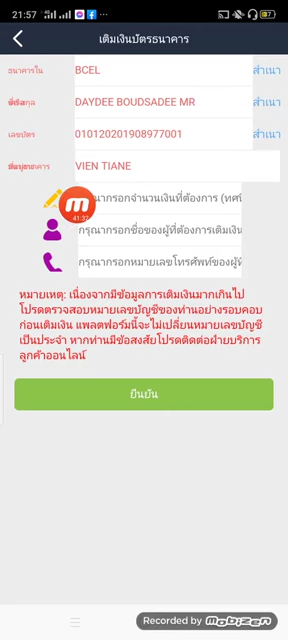 21:57
เติมเงินบัตรธนาคาร
ธนาคารใน BCEL สำเนา
DAYDEE BOUDSADEE MR สำเนา
เลขบัตร 010120201908977001 สำเนา
VIEN TIANE
กรุณากรอกจำนวนเงินที่ต้องการ (ทศนิ
41:37
กรุณากรอกชื่อของผู้ที่ต้องการเติมเงิน
กรุณากรอกหมายเลขโทรศัพท์ของผู้ที่
หมายเหตุ: เนื่องจากมีข้อมูลการเติมเงินมากเกินไป
โปรดตรวจสอบหมายเลขบัญชีของท่านอย่างรอบคอบ
ก่อนเติมเงิน แพลตฟอร์มนี้จะไม่เปลี่ยนหมายเลขบัญชี
เป็นประจำ หากท่านมีข้อสงสัยโปรดติดต่อฝ่ายบริการ
ลูกค้าออนไลน์
ยืนยัน
Recorded by mobizen